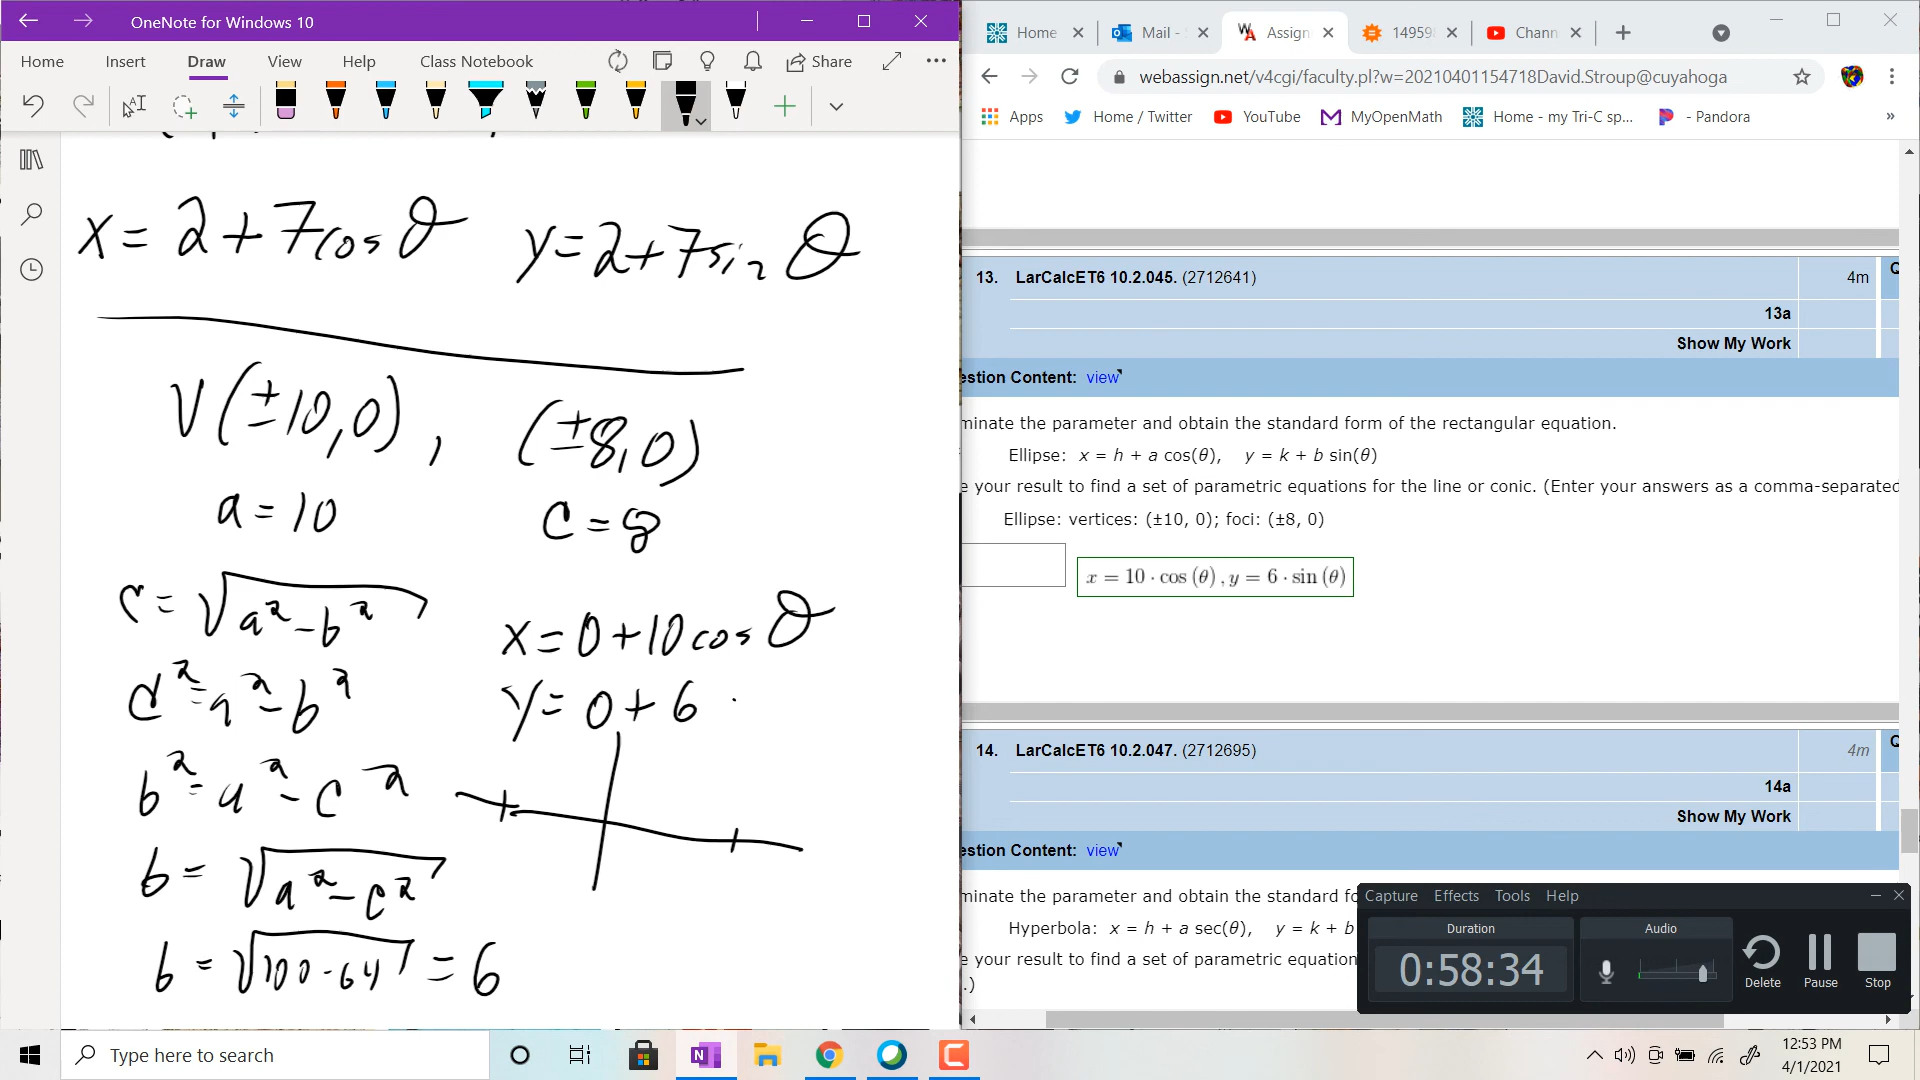 OneNote for Windows 10
Home Insert Draw View Help Class Notebook Share
x = 2 + 7cos θ y = 2 + 7sin θ
V(±10,0), (±8,0)
a = 10 c = 8
c = √a² - b²
x = 0 + 10cos θ
c² = a² - b²
y = 0 + 6
b² = a² - c²
b = √a² - c²
b = √100 - 64 = 6
Home Mail - Assign 14959 Chann
webassign.net/v4cgi/faculty.pl?w=20210401154718David.Stroup@cuyahoga
Apps Home / Twitter YouTube MyOpenMath Home - my Tri-C sp... - Pandora »
13. LarCalcET6 10.2.045. (2712641) 4m Q
13a
Show My Work
estion Content: view
minate the parameter and obtain the standard form of the rectangular equation.
Ellipse: x = h + a cos(θ), y = k + b sin(θ)
e your result to find a set of parametric equations for the line or conic. (Enter your answers as a comma-separated
Ellipse: vertices: (±10, 0); foci: (±8, 0)
x = 10 · cos (θ) , y = 6 · sin (θ)
14. LarCalcET6 10.2.047. (2712695) 4m Q
14a
Show My Work
estion Content: view
minate the parameter and obtain the standard fo
Hyperbola: x = h + a sec(θ), y = k + b
e your result to find a set of parametric equation
.)
Capture Effects Tools Help
Duration Audio
0:58:34
Delete Pause Stop
Type here to search
12:53 PM
4/1/2021